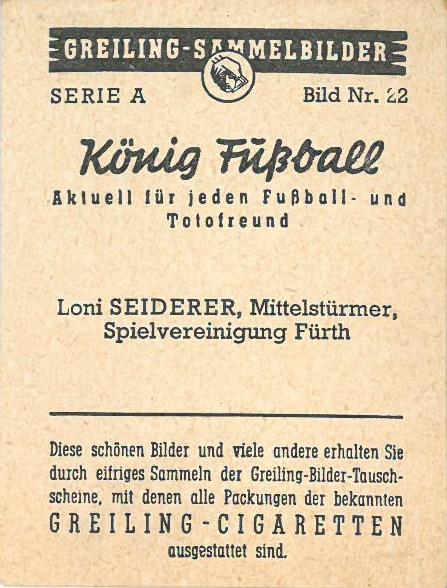 GREILING-SAMMELBILDER
SERIE A Bild Nr. 22
König Fußball
Aktuell für jeden Fußball- und
Totofreund
Loni SEIDERER, Mittelstürmer,
Spielvereinigung Fürth
Diese schönen Bilder und viele andere erhalten Sie
durch eifriges Sammeln der Greiling-Bilder-Tausch-
scheine, mit denen alle Packungen der bekannten
GREILING-CIGARETTEN
ausgestattet sind.